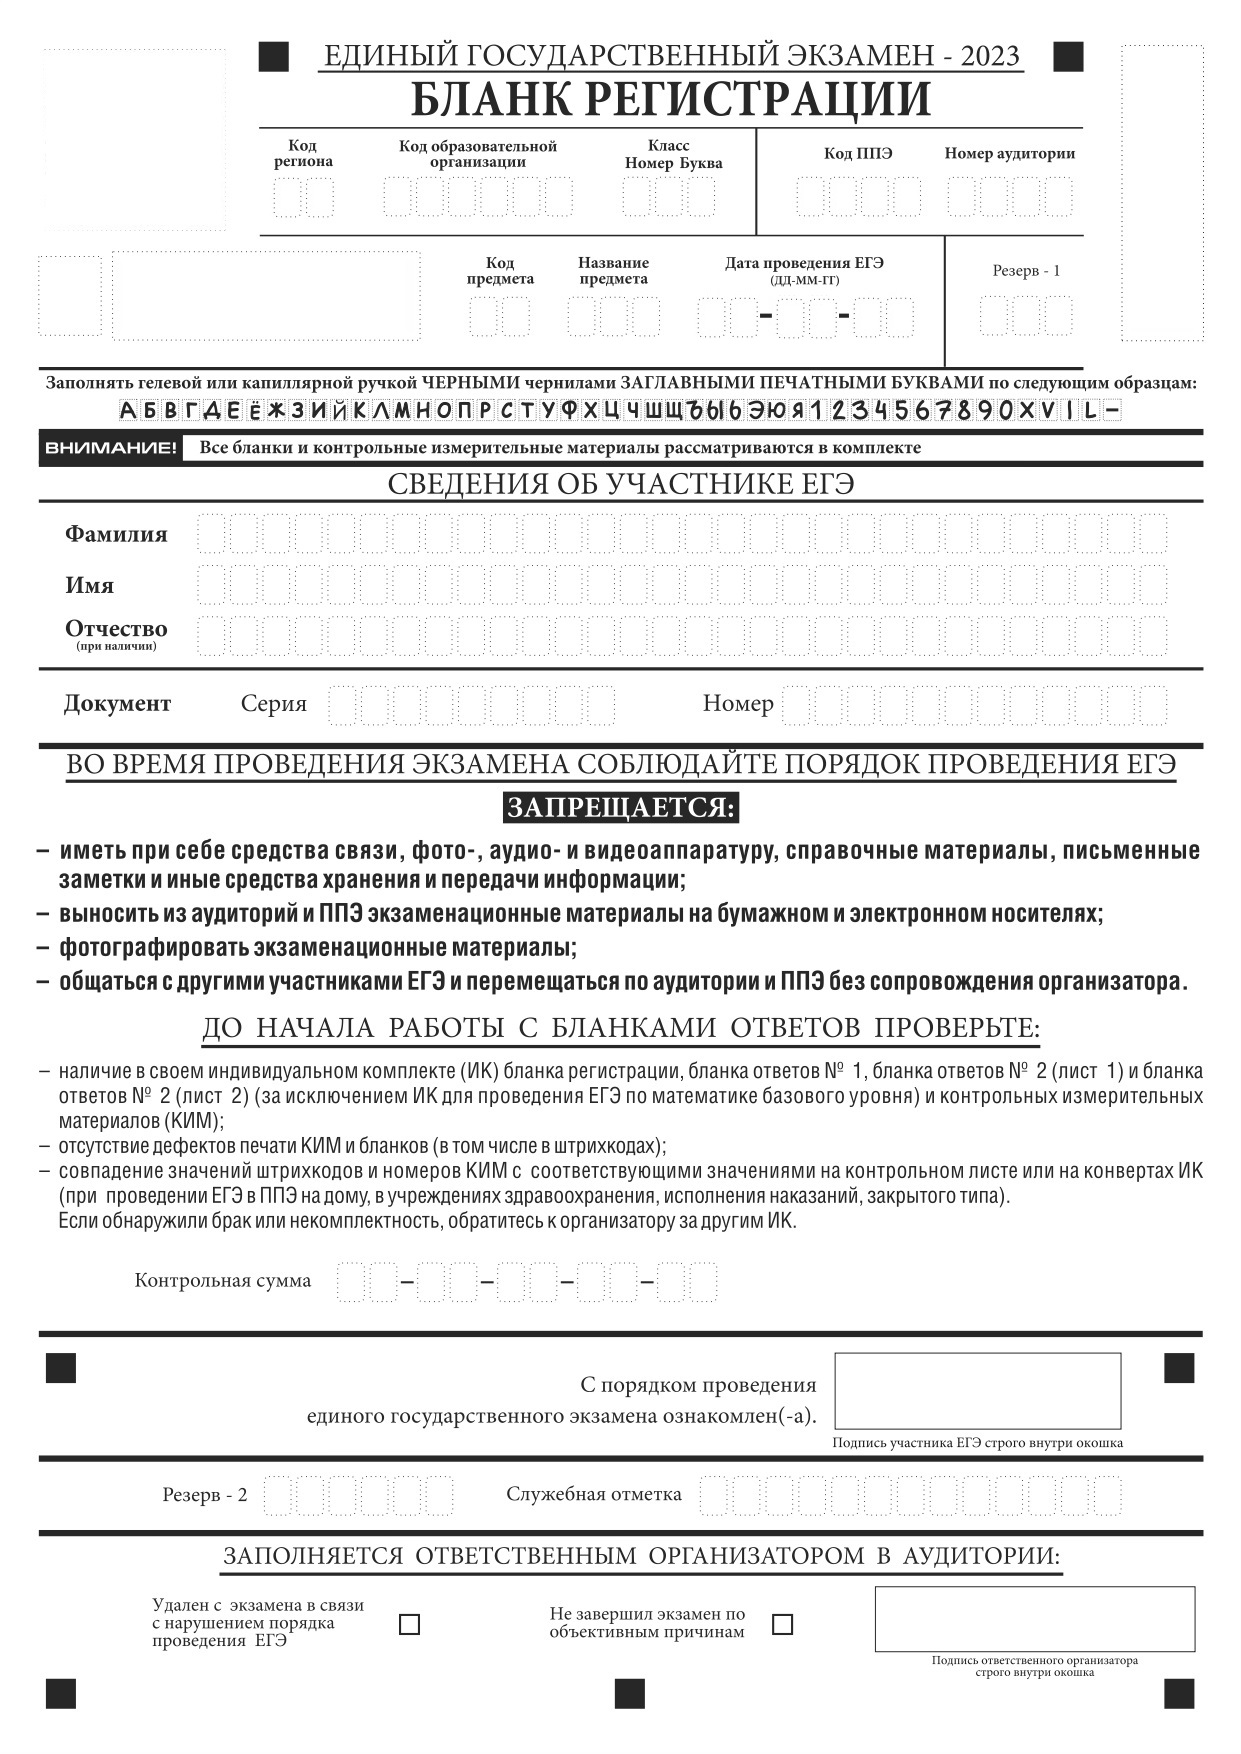 ЕДИНЫЙ ГОСУДАРСТВЕННЫЙ ЭКЗАМЕН - 2023
БЛАНК РЕГИСТРАЦИИ
Код региона
Код образовательной организации
Класс
Номер Буква
Код ППЭ
Номер аудитории
Код предмета
Название предмета
Дата проведения ЕГЭ
(ДД-ММ-ГГ)
Резерв - 1
Заполнять гелевой или капиллярной ручкой ЧЕРНЫМИ чернилами ЗАГЛАВНЫМИ ПЕЧАТНЫМИ БУКВАМИ по следующим образцам:
А Б В Г Д Е Ё Ж З И Й К Л М Н О П Р С Т У Ф Х Ц Ч Ш Щ Ъ Ы Ь Э Ю Я 1 2 3 4 5 6 7 8 9 0 X V I L -
ВНИМАНИЕ! Все бланки и контрольные измерительные материалы рассматриваются в комплекте
СВЕДЕНИЯ ОБ УЧАСТНИКЕ ЕГЭ
Фамилия
Имя
Отчество
(при наличии)
Документ Серия Номер
ВО ВРЕМЯ ПРОВЕДЕНИЯ ЭКЗАМЕНА СОБЛЮДАЙТЕ ПОРЯДОК ПРОВЕДЕНИЯ ЕГЭ
ЗАПРЕЩАЕТСЯ:
– иметь при себе средства связи, фото-, аудио- и видеоаппаратуру, справочные материалы, письменные
заметки и иные средства хранения и передачи информации;
– выносить из аудиторий и ППЭ экзаменационные материалы на бумажном и электронном носителях;
– фотографировать экзаменационные материалы;
– общаться с другими участниками ЕГЭ и перемещаться по аудитории и ППЭ без сопровождения организатора.
ДО НАЧАЛА РАБОТЫ С БЛАНКАМИ ОТВЕТОВ ПРОВЕРЬТЕ:
– наличие в своем индивидуальном комплекте (ИК) бланка регистрации, бланка ответов № 1, бланка ответов № 2 (лист 1) и бланка
ответов № 2 (лист 2) (за исключением ИК для проведения ЕГЭ по математике базового уровня) и контрольных измерительных
материалов (КИМ);
– отсутствие дефектов печати КИМ и бланков (в том числе в штрихкодах);
– совпадение значений штрихкодов и номеров КИМ с соответствующими значениями на контрольном листе или на конвертах ИК
(при проведении ЕГЭ в ППЭ на дому, в учреждениях здравоохранения, исполнения наказаний, закрытого типа).
Если обнаружили брак или некомплектность, обратитесь к организатору за другим ИК.
Контрольная сумма – – – –
С порядком проведения
единого государственного экзамена ознакомлен(-а).
Подпись участника ЕГЭ строго внутри окошка
Резерв - 2 Служебная отметка
ЗАПОЛНЯЕТСЯ ОТВЕТСТВЕННЫМ ОРГАНИЗАТОРОМ В АУДИТОРИИ:
Удален с экзамена в связи
с нарушением порядка
проведения ЕГЭ
Не завершил экзамен по
объективным причинам
Подпись ответственного организатора
строго внутри окошка